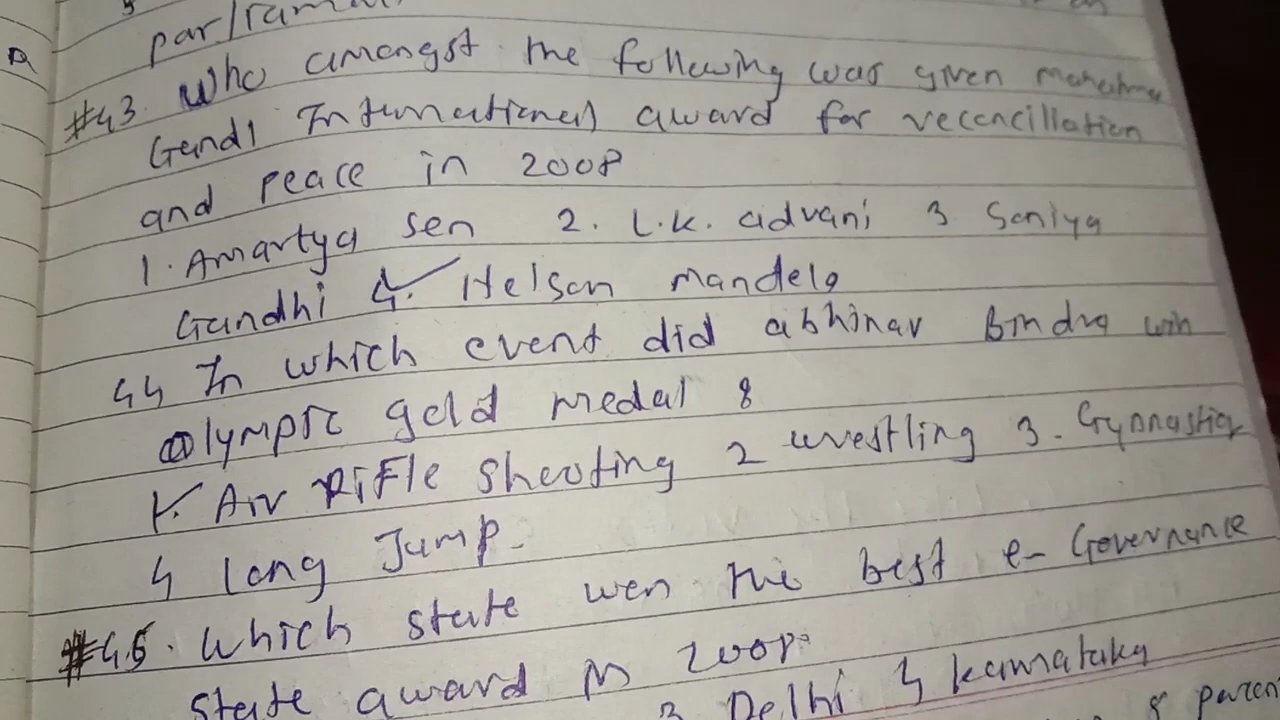 #43. Who amongst the following was given
Gandi International award for reconcillation
and peace in 2008
1. Amartya sen 2. L.K. advani 3 Soniya
Gandhi 4. Nelson mandela
44 In which event did abhinav Bindra win
Olympic gold medal 8
1. Air RiFle shooting 2 wrestling 3. Gymnastics
4 long Jump.
#45. Which state won the best e-Governance
State award in 2008
3 Delhi 4 karnataka